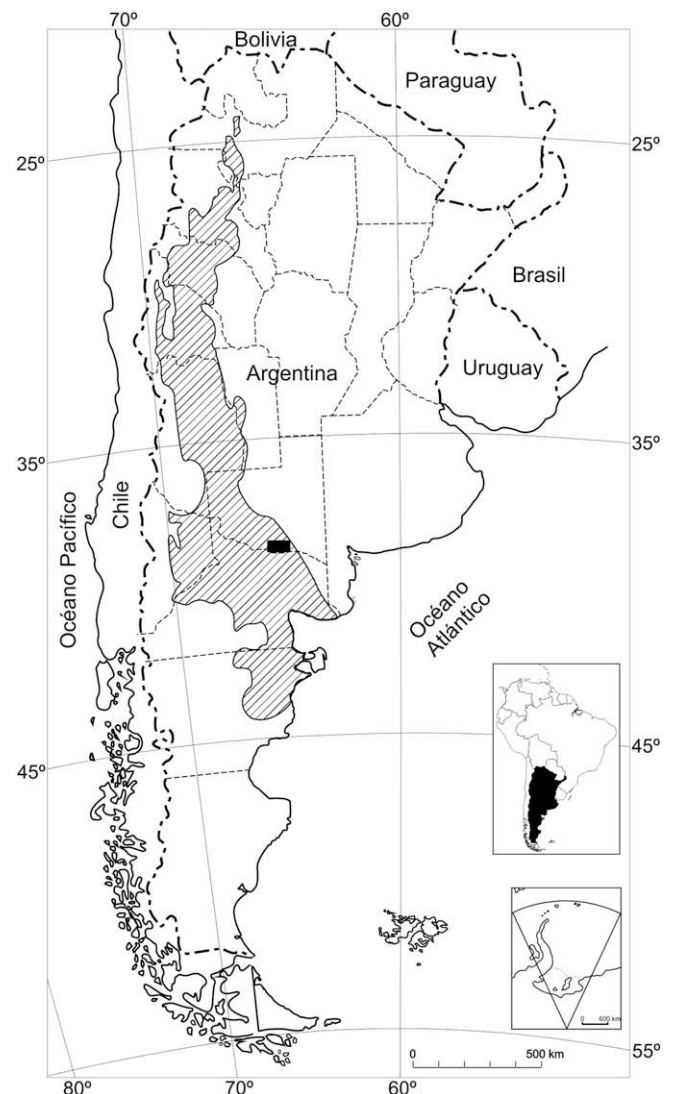 70º 60º
Bolivia
Paraguay
25º 25º
Brasil
Argentina
Uruguay
35º 35º
Océano Pacífico
Chile
Océano
Atlántico
45º 45º
0 600 km
0 500 km
55º
80º 70º 60º